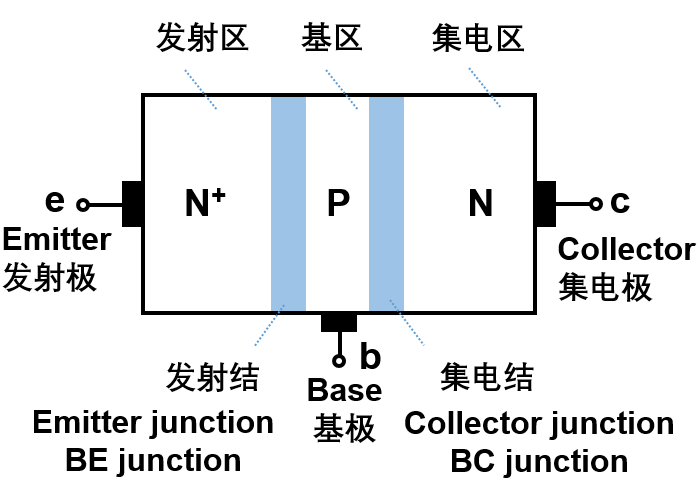 发射区 基区 集电区
N+ P N
e
Emitter
发射极
c
Collector
集电极
b
Base
基极
发射结
Emitter junction
BE junction
集电结
Collector junction
BC junction